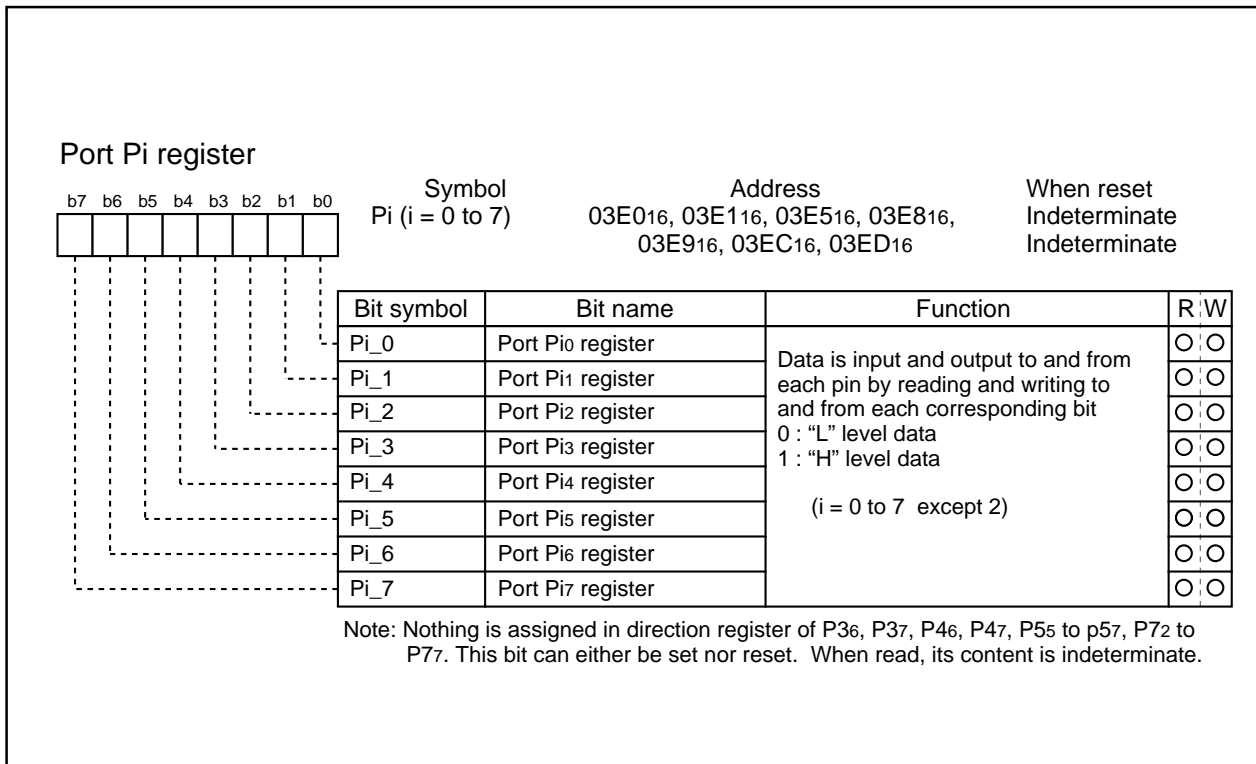 Port Pi register
b7 b6 b5 b4 b3 b2 b1 b0
Symbol Address When reset
Pi (i = 0 to 7) 03E016, 03E116, 03E516, 03E816, Indeterminate
03E916, 03EC16, 03ED16 Indeterminate
Bit symbol Bit name Function R W
Pi_0 Port Pi0 register
Pi_1 Port Pi1 register
Pi_2 Port Pi2 register
Pi_3 Port Pi3 register
Pi_4 Port Pi4 register
Pi_5 Port Pi5 register
Pi_6 Port Pi6 register
Pi_7 Port Pi7 register
Data is input and output to and from
each pin by reading and writing to
and from each corresponding bit
0 : “L” level data
1 : “H” level data
(i = 0 to 7 except 2)
Note: Nothing is assigned in direction register of P36, P37, P46, P47, P55 to p57, P72 to
P77. This bit can either be set nor reset. When read, its content is indeterminate.